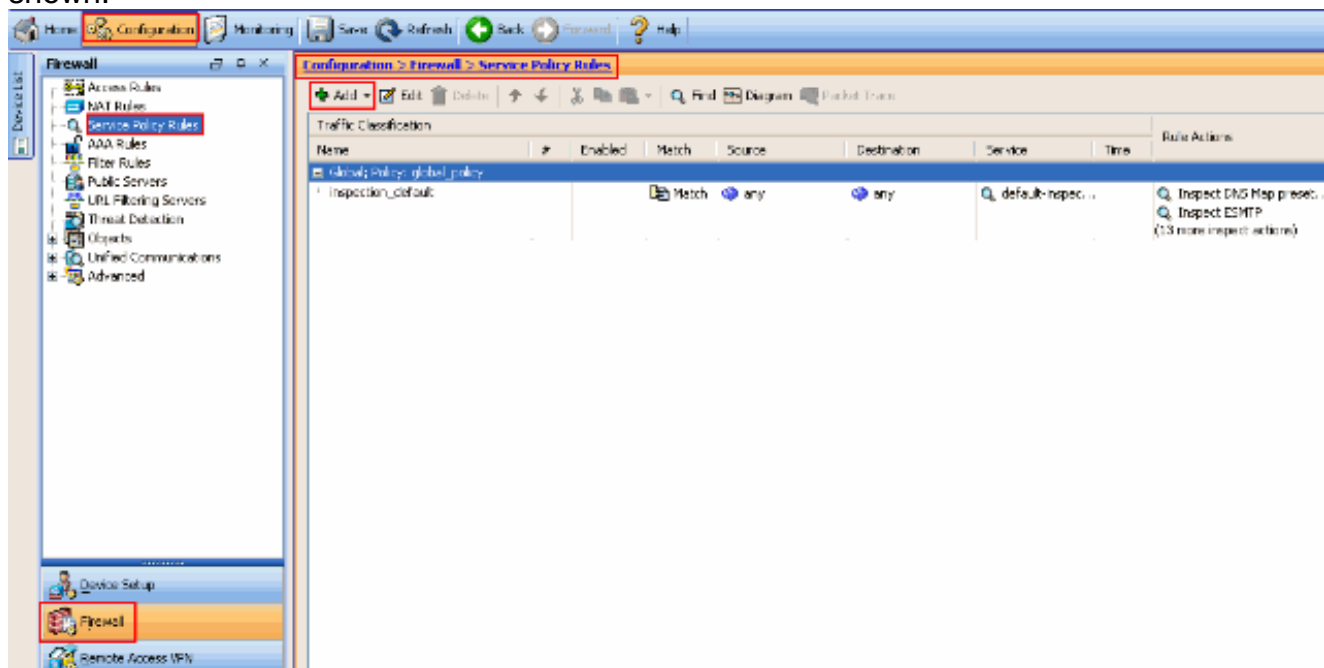 shown.
Home Configuration Monitoring Save Refresh Back Forward Help
Device List
Firewall
Access Rules
NAT Rules
Service Policy Rules
AAA Rules
Filter Rules
Public Servers
URL Filtering Servers
Threat Detection
Objects
Unified Communications
Advanced
Device Setup
Firewall
Remote Access VPN
Configuration > Firewall > Service Policy Rules
Add Edit Delete Find Diagram Packet Trace
Traffic Classification
Rule Actions
Name # Enabled Match Source Destination Service Time
Global; Policy: global_policy
inspection_default Match any any default-inspec...
Inspect DNS Map preset...
Inspect ESMTP
(13 more inspect actions)